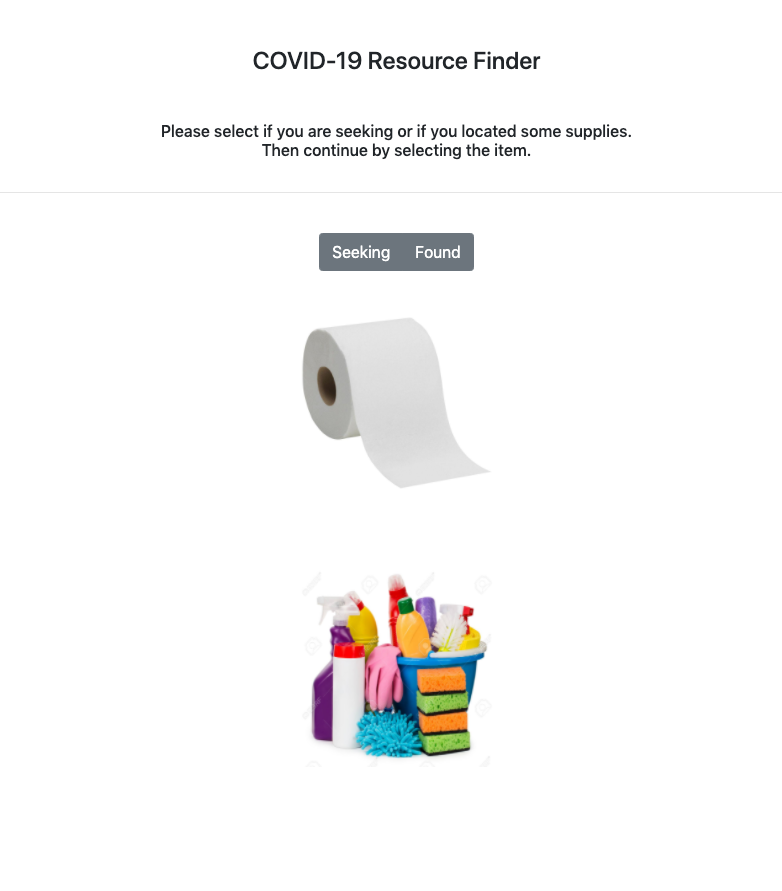 COVID-19 Resource Finder
Please select if you are seeking or if you located some supplies.
Then continue by selecting the item.
Seeking Found